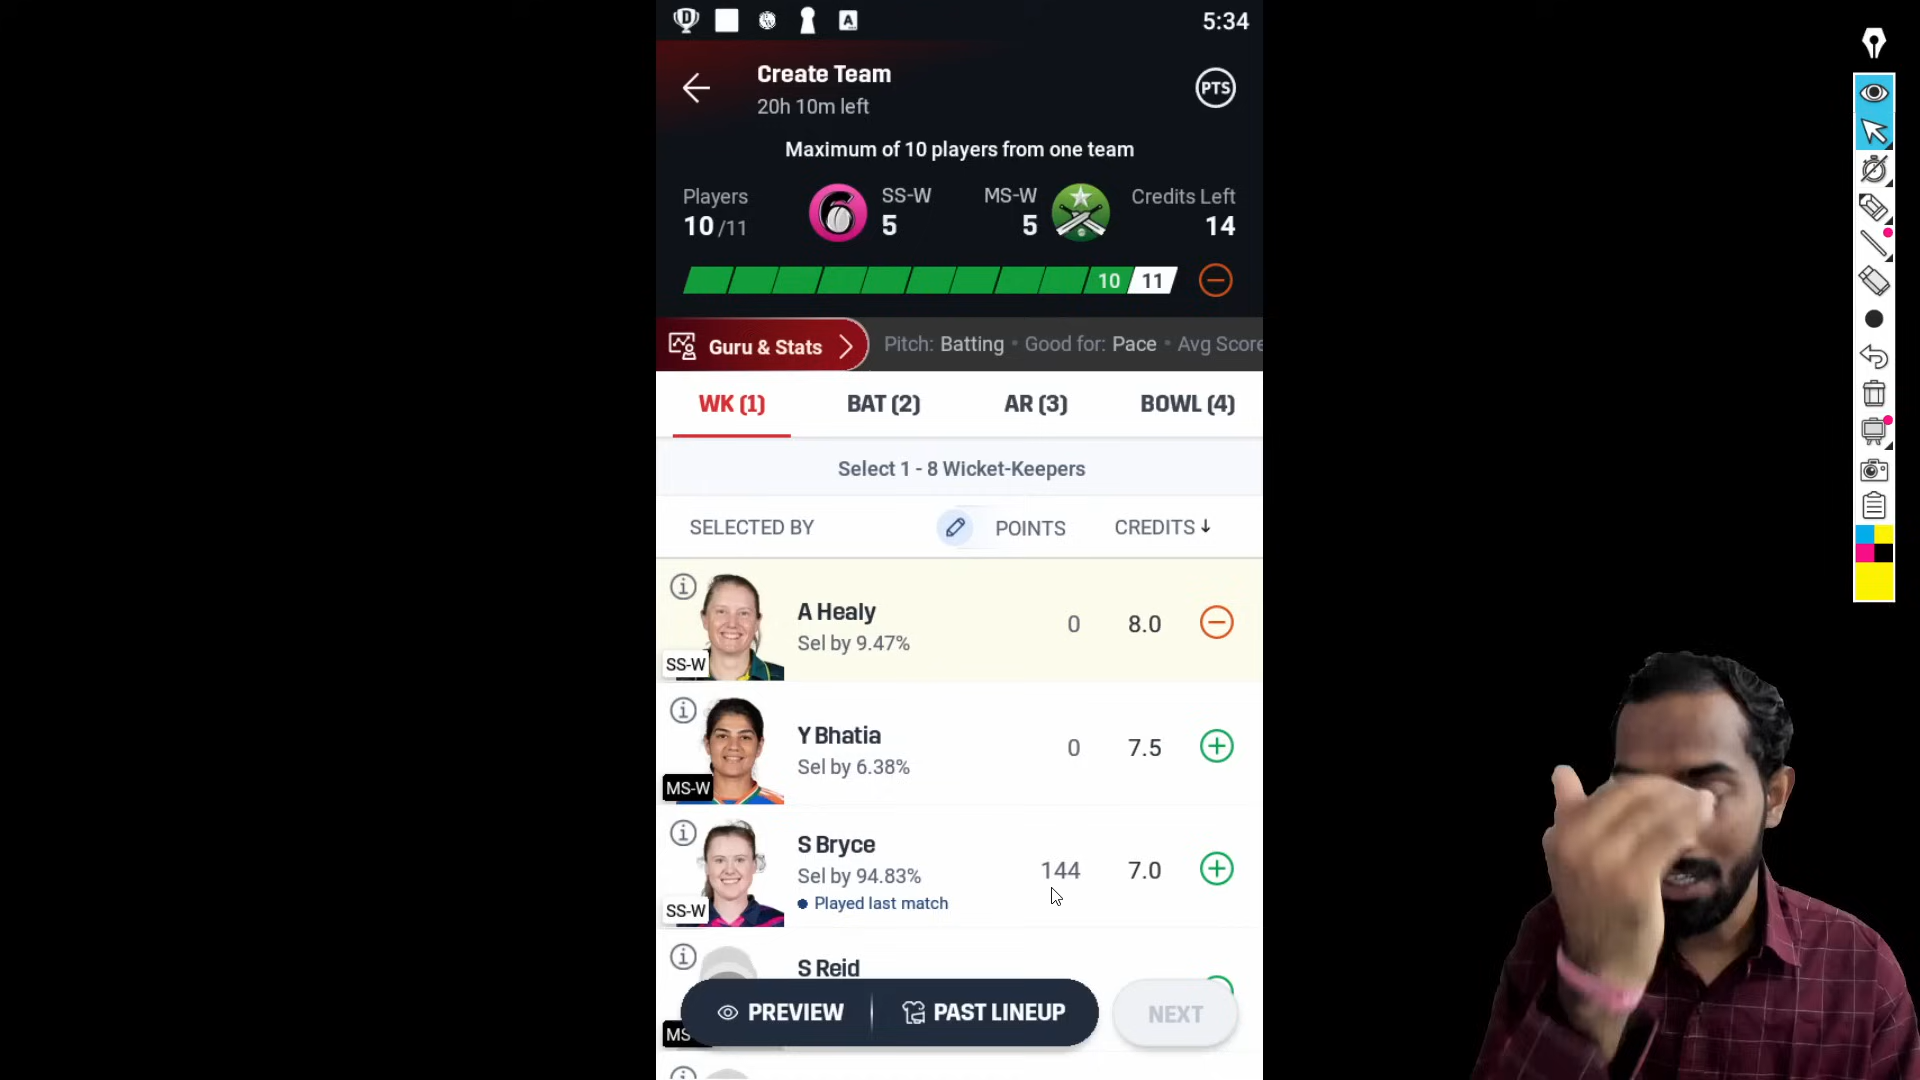 5:34
Create Team
20h 10m left
PTS
Maximum of 10 players from one team
Players
10 /11
SS-W
5
MS-W
5
Credits Left
14
10 11
Guru & Stats
Pitch: Batting • Good for: Pace • Avg Score
WK (1) BAT (2) AR (3) BOWL (4)
Select 1 - 8 Wicket-Keepers
SELECTED BY POINTS CREDITS ↓
A Healy
Sel by 9.47%
0 8.0
SS-W
Y Bhatia
Sel by 6.38%
0 7.5
MS-W
S Bryce
Sel by 94.83%
144 7.0
Played last match
SS-W
S Reid
PREVIEW PAST LINEUP NEXT
MS